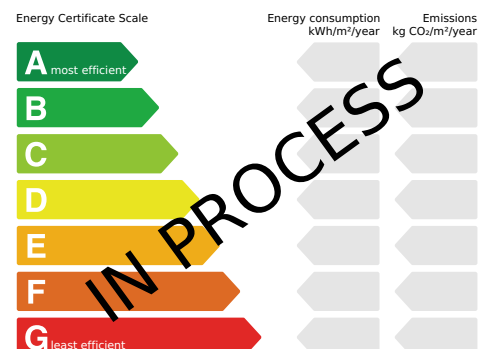 Energy Certificate Scale
Energy consumption
kWh/m²/year
Emissions
kg CO₂/m²/year
A most efficient
B
C
D
E
F
G least efficient
IN PROCESS